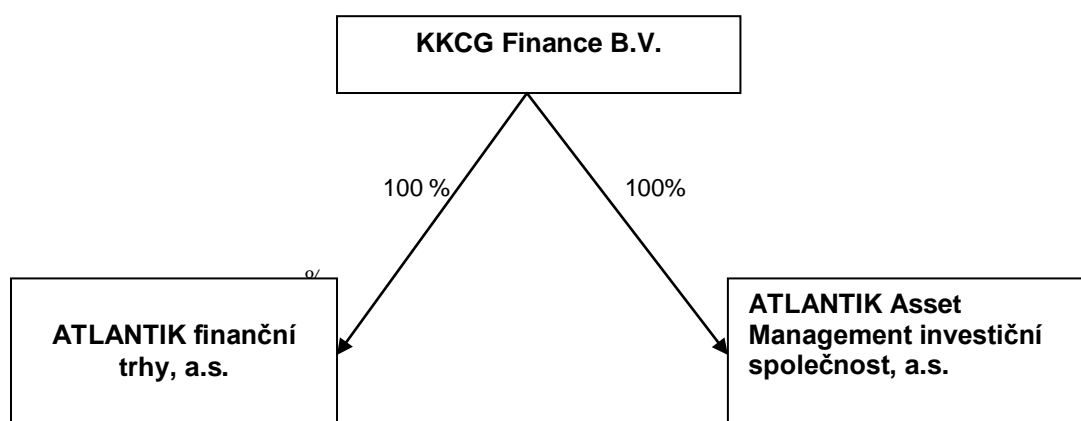 KKCG Finance B.V.
100 %
100%
%
ATLANTIK finanční
trhy, a.s.
ATLANTIK Asset
Management investiční
společnost, a.s.